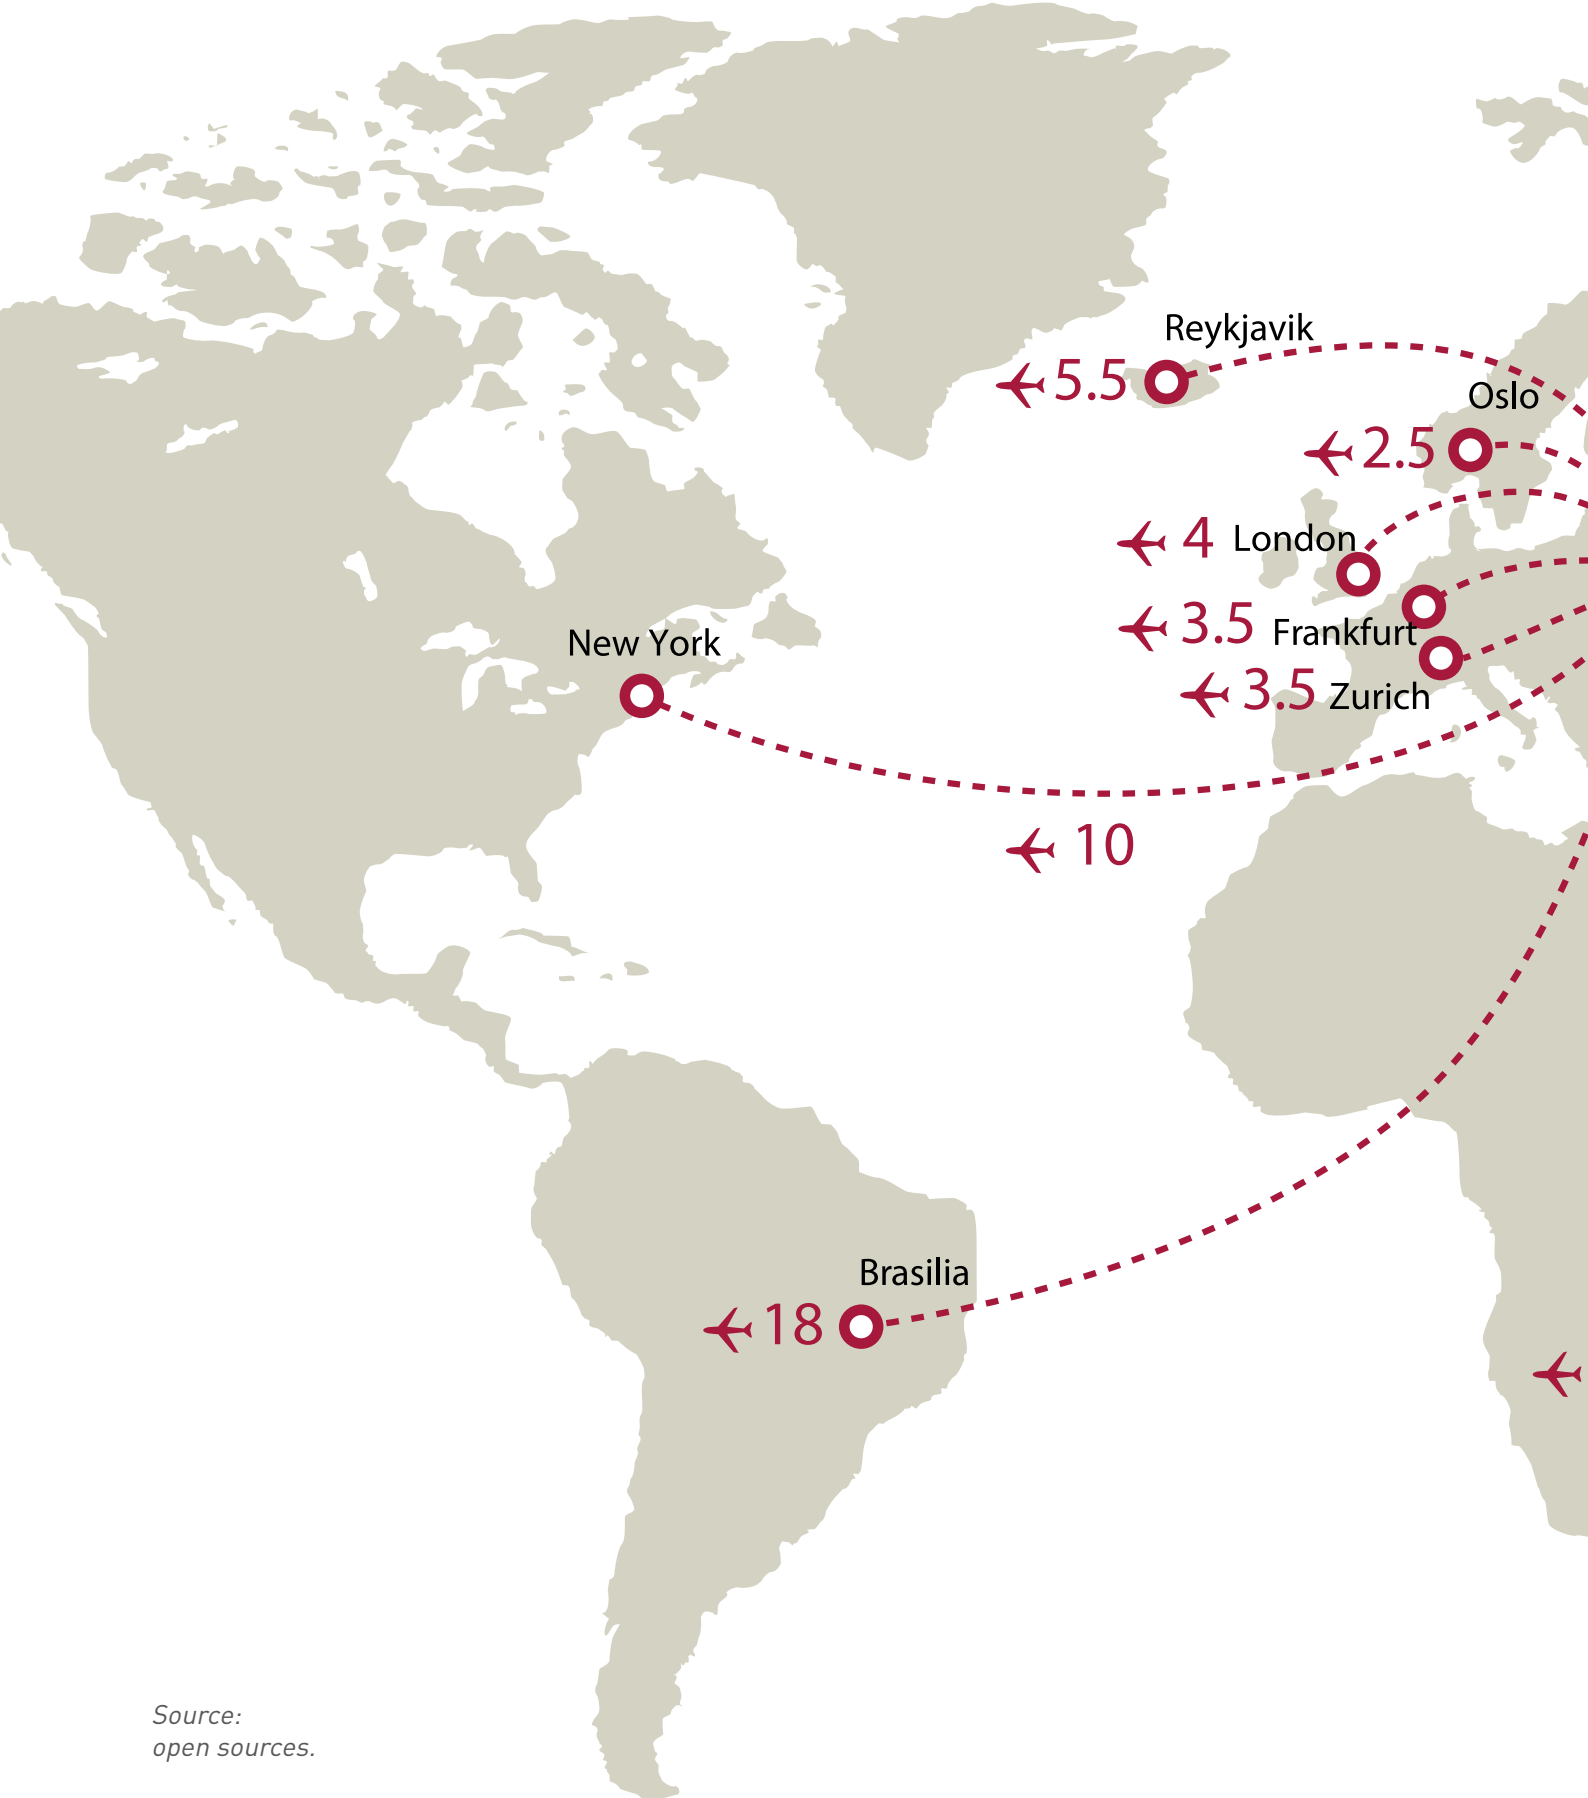 Reykjavik
5.5
Oslo
2.5
4 London
3.5 Frankfurt
New York
3.5 Zurich
10
Brasilia
18
Source:
open sources.